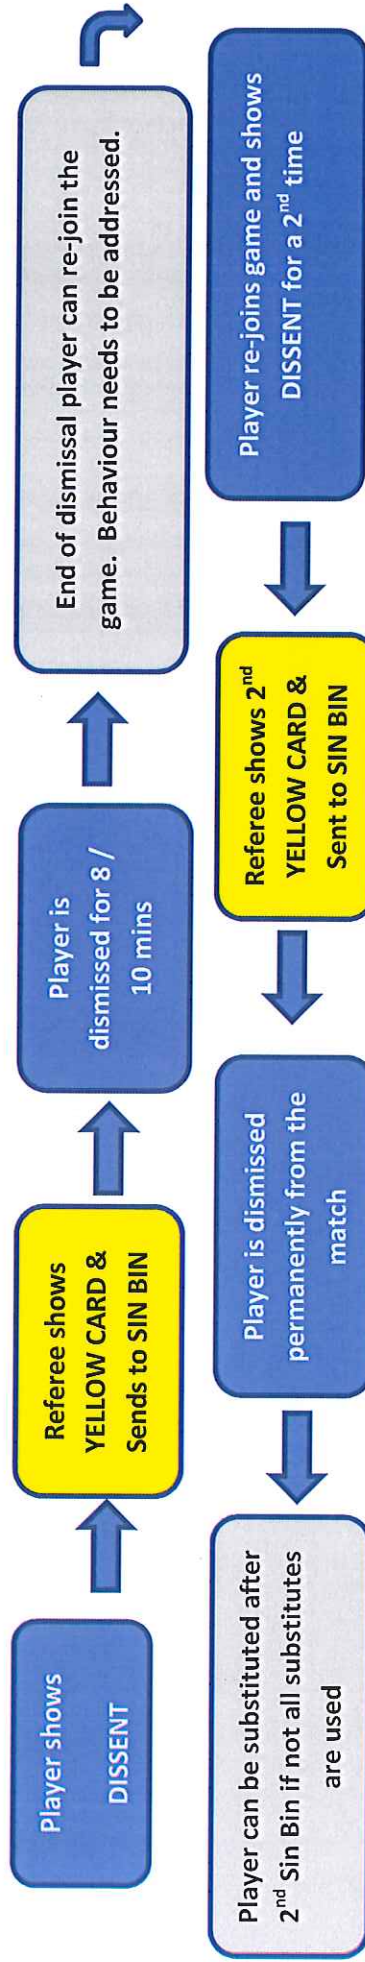 Player shows
DISSENT
Referee shows
YELLOW CARD &
Sends to SIN BIN
Player is
dismissed for 8 /
10 mins
End of dismissal player can re-join the
game. Behaviour needs to be addressed.
Player re-joins game and shows
DISSENT for a 2nd time
Referee shows 2nd
YELLOW CARD &
Sent to SIN BIN
Player is dismissed
permanently from the
match
Player can be substituted after
2nd Sin Bin if not all substitutes
are used